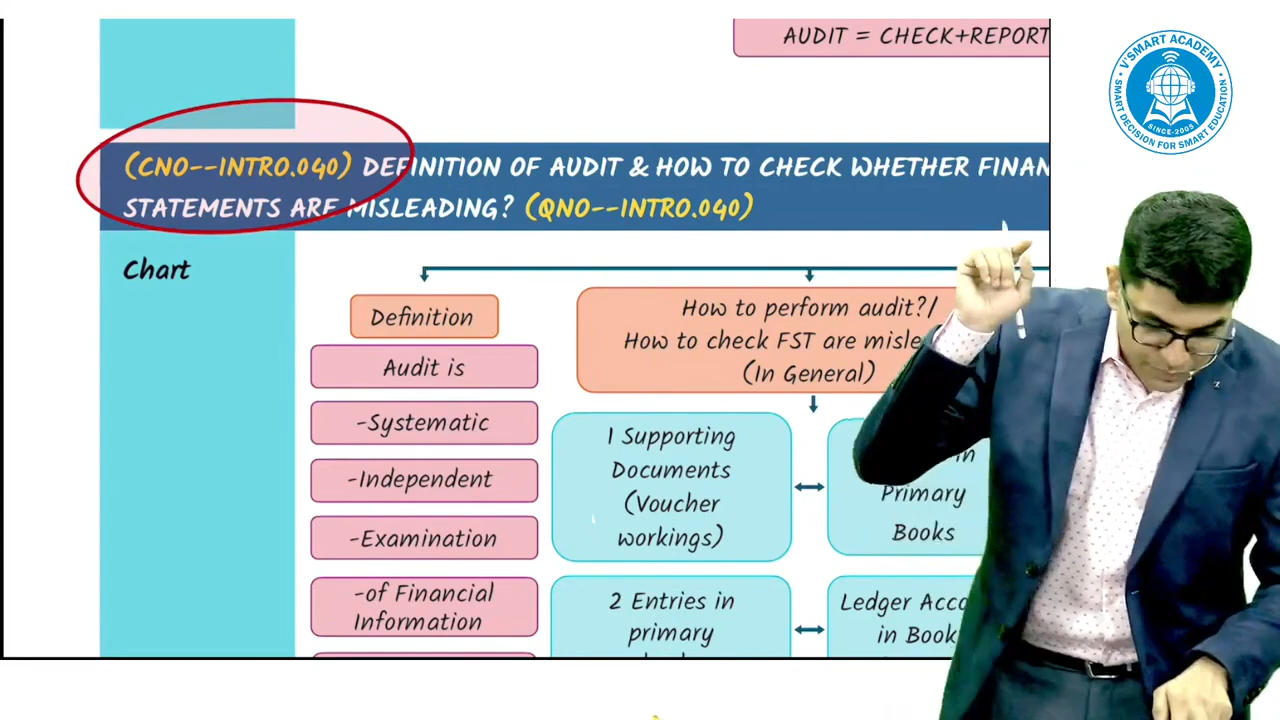 AUDIT = CHECK+REPORT
V'SMART ACADEMY
SINCE-2005
SMART DECISION FOR SMART EDUCATION
(CNO--INTRO.040) DEFINITION OF AUDIT & HOW TO CHECK WHETHER FINAN
STATEMENTS ARE MISLEADING? (QNO--INTRO.040)
Chart
Definition
Audit is
-Systematic
-Independent
-Examination
-of Financial
Information
How to perform audit?/
How to check FST are misle
(In General)
1 Supporting
Documents
(Voucher
workings)
in
Primary
Books
2 Entries in
primary
Ledger Acco
in Book